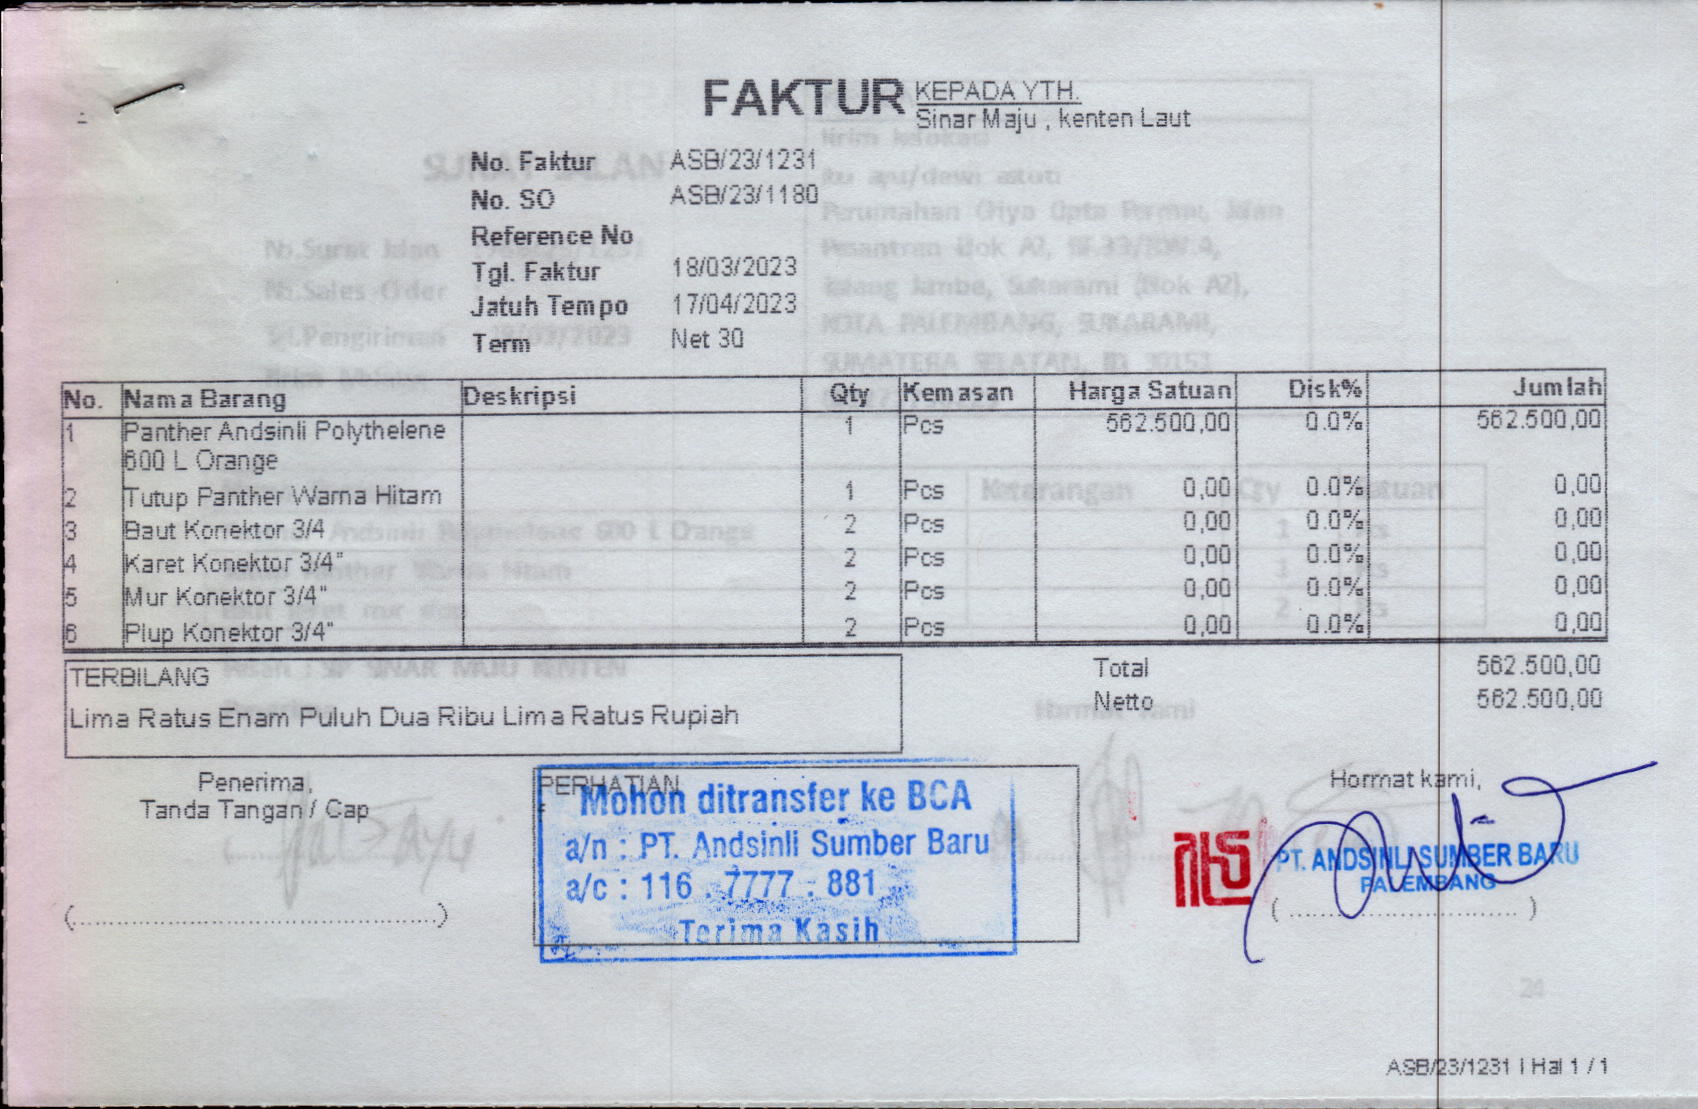 FAKTUR
KEPADA YTH.
Sinar Maju , kenten Laut
No. Faktur ASB/23/1231
No. SO ASB/23/1180
Reference No
Tgl. Faktur 18/03/2023
Jatuh Tempo 17/04/2023
Term Net 30
No. Nama Barang Deskripsi Qty Kemasan Harga Satuan Disk% Jumlah
1 Panther Andsinli Polythelene 1 Pcs 562.500,00 0.0% 562.500,00
600 L Orange
2 Tutup Panther Warna Hitam 1 Pcs 0,00 0.0% 0,00
3 Baut Konektor 3/4 2 Pcs 0,00 0.0% 0,00
4 Karet Konektor 3/4" 2 Pcs 0,00 0.0% 0,00
5 Mur Konektor 3/4" 2 Pcs 0,00 0.0% 0,00
6 Plup Konektor 3/4" 2 Pcs 0,00 0.0% 0,00
TERBILANG
Lima Ratus Enam Puluh Dua Ribu Lima Ratus Rupiah
Total 562.500,00
Netto 562.500,00
Penerima,
Tanda Tangan / Cap
(..............................................)
PERHATIAN
Mohon ditransfer ke BCA
a/n : PT. Andsinli Sumber Baru
a/c : 116 . 7777 . 881
Terima Kasih
Hormat kami,
PT. ANDSINLI SUMBER BARU
PALEMBANG
( .............................. )
ASB/23/1231 | Hal 1 / 1